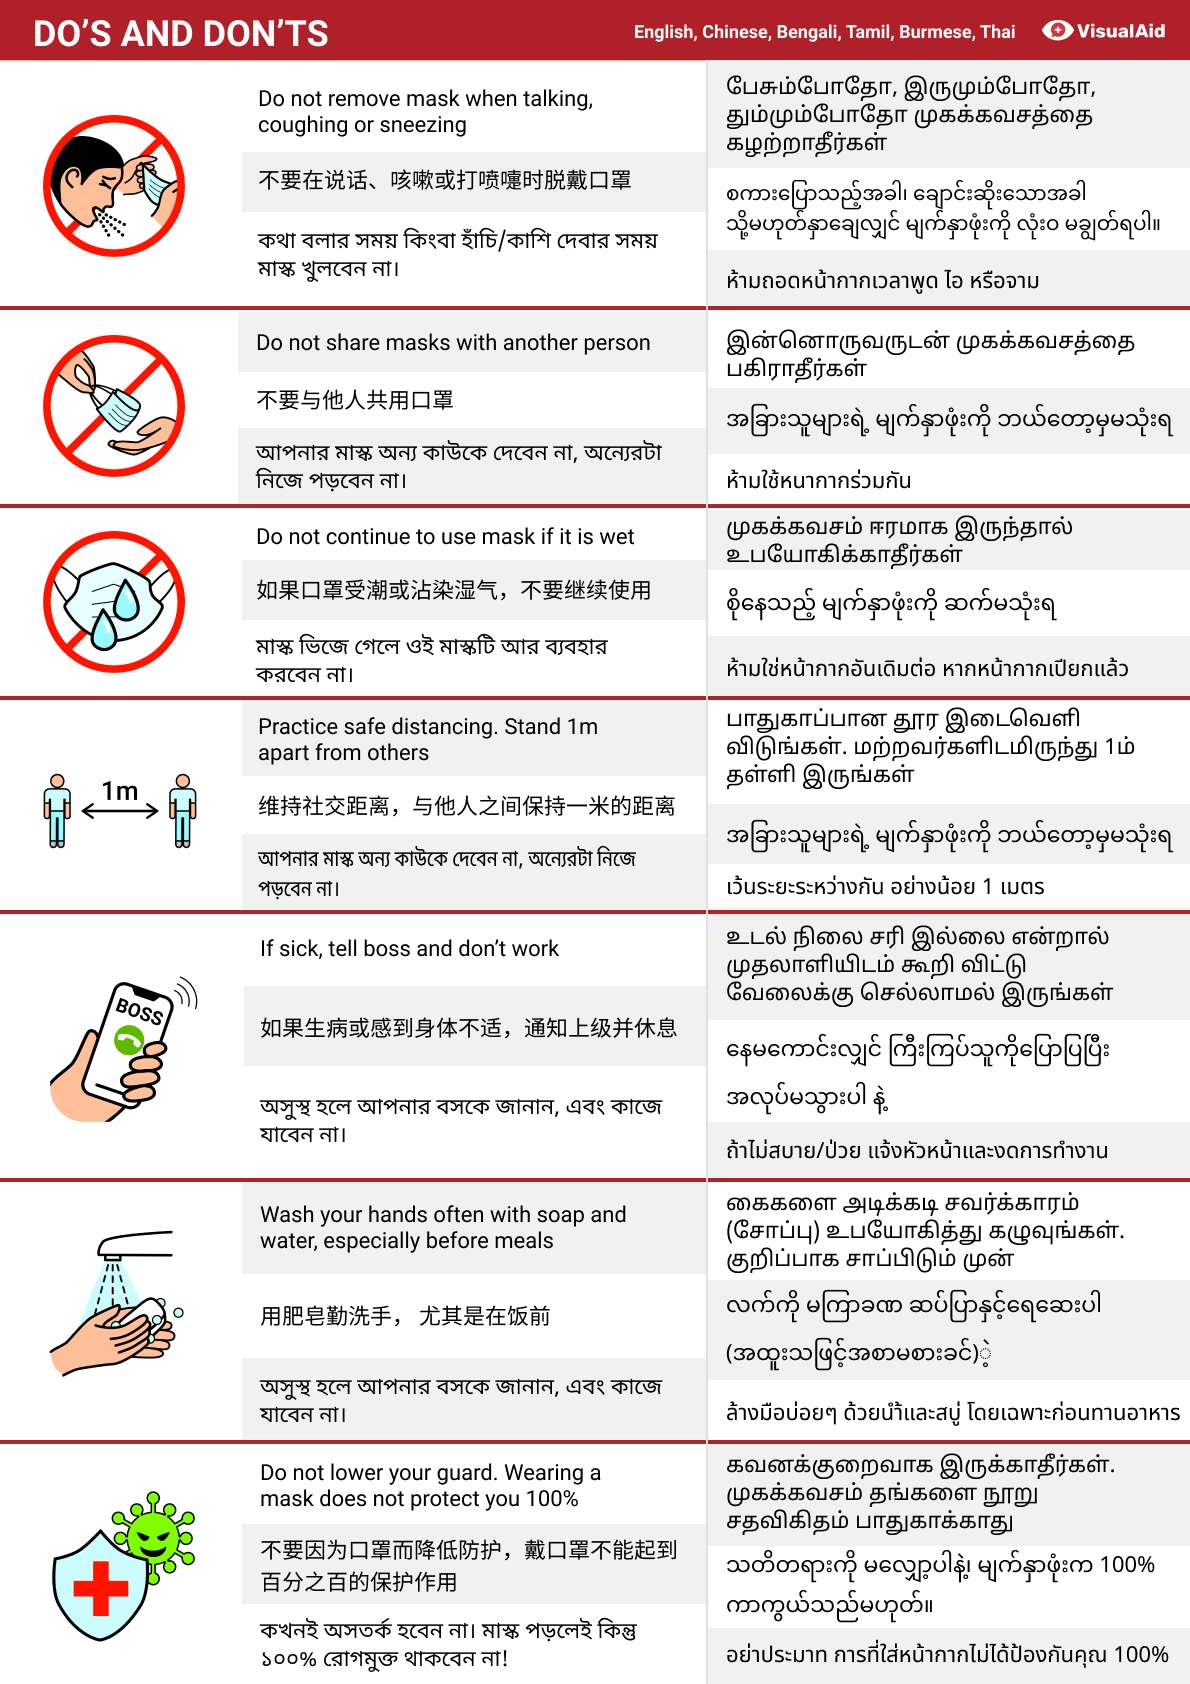 DO'S AND DON'TS
English, Chinese, Bengali, Tamil, Burmese, Thai
VisualAid
Do not remove mask when talking,
coughing or sneezing
不要在说话、咳嗽或打喷嚏时脱戴口罩
কথা বলার সময় কিংবা হাঁচি/কাশি দেবার সময়
মাস্ক খুলবেন না।
பேசும்போதோ, இருமும்போதோ,
தும்மும்போதோ முகக்கவசத்தை
கழற்றாதீர்கள்
စကားပြောသည့်အခါ၊ ချောင်းဆိုးသောအခါ
သို့မဟုတ်နှာချေလျှင် မျက်နှာဖုံးကို လုံးဝ မချွတ်ရပါ။
ห้ามถอดหน้ากากเวลาพูด ไอ หรือจาม
Do not share masks with another person
不要与他人共用口罩
আপনার মাস্ক অন্য কাউকে দেবেন না, অন্যেরটা
নিজে পড়বেন না।
இன்னொருவருடன் முகக்கவசத்தை
பகிராதீர்கள்
အခြားသူများရဲ့ မျက်နှာဖုံးကို ဘယ်တော့မှမသုံးရ
ห้ามใช้หนากากร่วมกัน
Do not continue to use mask if it is wet
如果口罩受潮或沾染湿气，不要继续使用
মাস্ক ভিজে গেলে ওই মাস্কটি আর ব্যবহার
করবেন না।
முகக்கவசம் ஈரமாக இருந்தால்
உபயோகிக்காதீர்கள்
စိုနေသည့် မျက်နှာဖုံးကို ဆက်မသုံးရ
ห้ามใช่หน้ากากอันเดิมต่อ หากหน้ากากเปียกแล้ว
1m
Practice safe distancing. Stand 1m
apart from others
维持社交距离，与他人之间保持一米的距离
আপনার মাস্ক অন্য কাউকে দেবেন না, অন্যেরটা নিজে
পড়বেন না।
பாதுகாப்பான தூர இடைவெளி
விடுங்கள். மற்றவர்களிடமிருந்து 1ம்
தள்ளி இருங்கள்
အခြားသူများရဲ့ မျက်နှာဖုံးကို ဘယ်တော့မှမသုံးရ
เว้นระยะระหว่างกัน อย่างน้อย 1 เมตร
BOSS
If sick, tell boss and don't work
如果生病或感到身体不适，通知上级并休息
অসুস্থ হলে আপনার বসকে জানান, এবং কাজে
যাবেন না।
உடல் நிலை சரி இல்லை என்றால்
முதலாளியிடம் கூறி விட்டு
வேலைக்கு செல்லாமல் இருங்கள்
နေမကောင်းလျှင် ကြီးကြပ်သူကိုပြောပြပြီး
အလုပ်မသွားပါ နဲ့
ถ้าไม่สบาย/ป่วย แจ้งหัวหน้าและงดการทำงาน
Wash your hands often with soap and
water, especially before meals
用肥皂勤洗手， 尤其是在饭前
অসুস্থ হলে আপনার বসকে জানান, এবং কাজে
যাবেন না।
கைகளை அடிக்கடி சவர்க்காரம்
(சோப்பு) உபயோகித்து கழுவுங்கள்.
குறிப்பாக சாப்பிடும் முன்
လက်ကို မကြာခဏ ဆပ်ပြာနှင့်ရေဆေးပါ
(အထူးသဖြင့်အစာမစားခင်)ဲ့
ล้างมือบ่อยๆ ด้วยน้ำและสบู่ โดยเฉพาะก่อนทานอาหาร
Do not lower your guard. Wearing a
mask does not protect you 100%
不要因为口罩而降低防护，戴口罩不能起到
百分之百的保护作用
কখনই অসতর্ক হবেন না। মাস্ক পড়লেই কিন্তু
১০০% রোগমুক্ত থাকবেন না!
கவனக்குறைவாக இருக்காதீர்கள்.
முகக்கவசம் தங்களை நூறு
சதவிகிதம் பாதுகாக்காது
သတိတရားကို မလျှော့ပါနဲ့၊ မျက်နှာဖုံးက 100%
ကာကွယ်သည်မဟုတ်။
อย่าประมาท การที่ใส่หน้ากากไม่ได้ป้องกันคุณ 100%